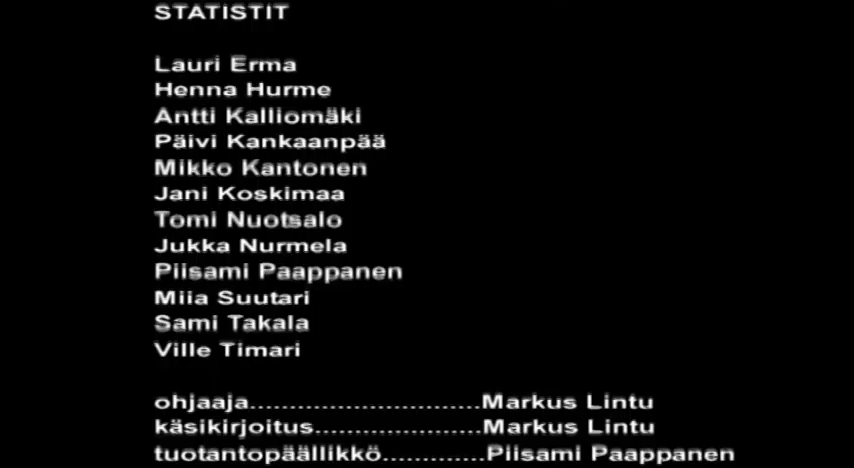 STATISTIT
Lauri Erma
Henna Hurme
Antti Kalliomäki
Päivi Kankaanpää
Mikko Kantonen
Jani Koskimaa
Tomi Nuotsalo
Jukka Nurmela
Piisami Paappanen
Miia Suutari
Sami Takala
Ville Timari
ohjaaja.............................Markus Lintu
käsikirjoitus.....................Markus Lintu
tuotantopäällikkö.............Piisami Paappanen